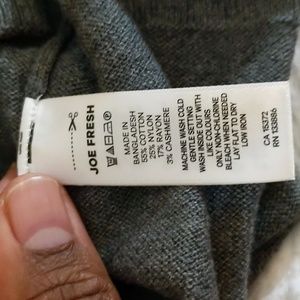 JOE FRESH
MADE IN
BANGLADESH
55% COTTON
25% NYLON
17% RAYON
3% CASHMERE
MACHINE WASH COLD
GENTLE SETTING
WASH INSIDE OUT WITH
LIKE COLOURS
ONLY NON-CHLORINE
BLEACH WHEN NEEDED
LAY FLAT TO DRY
LOW IRON
CA 15372
RN 133886